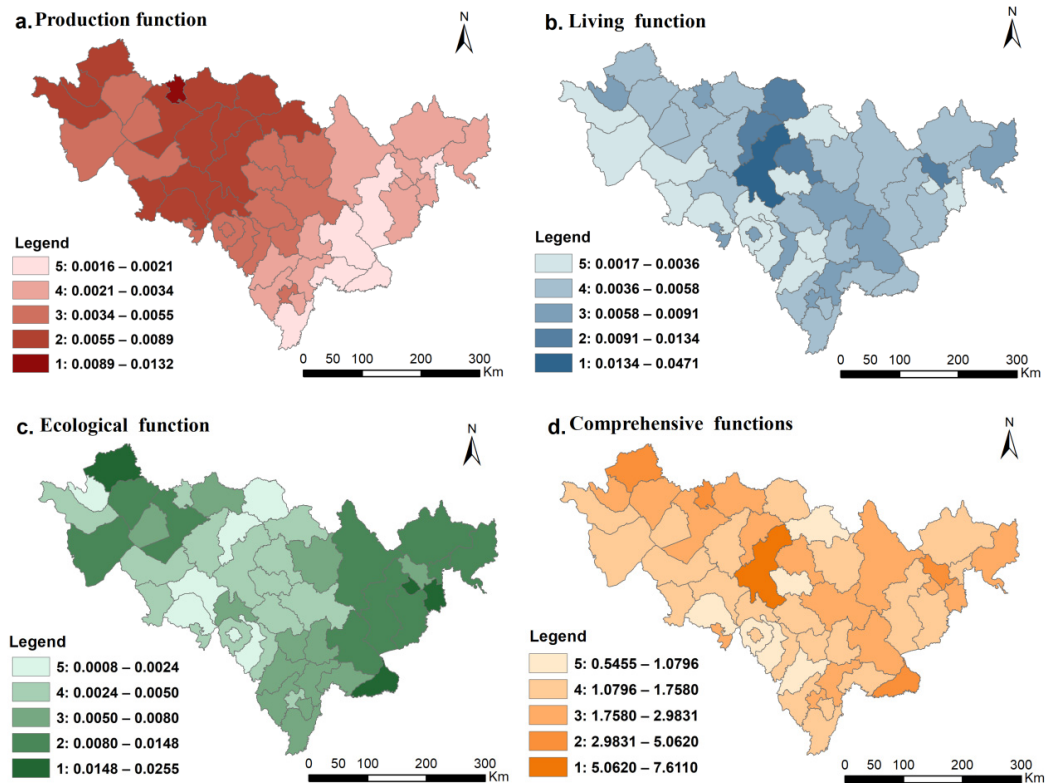 a. Production function
N
Legend
5: 0.0016 – 0.0021
4: 0.0021 – 0.0034
3: 0.0034 – 0.0055
2: 0.0055 – 0.0089
1: 0.0089 – 0.0132
0 50 100 200 300
Km
b. Living function
N
Legend
5: 0.0017 – 0.0036
4: 0.0036 – 0.0058
3: 0.0058 – 0.0091
2: 0.0091 – 0.0134
1: 0.0134 – 0.0471
0 50 100 200 300
Km
c. Ecological function
N
Legend
5: 0.0008 – 0.0024
4: 0.0024 – 0.0050
3: 0.0050 – 0.0080
2: 0.0080 – 0.0148
1: 0.0148 – 0.0255
0 50 100 200 300
Km
d. Comprehensive functions
N
Legend
5: 0.5455 – 1.0796
4: 1.0796 – 1.7580
3: 1.7580 – 2.9831
2: 2.9831 – 5.0620
1: 5.0620 – 7.6110
0 50 100 200 300
Km